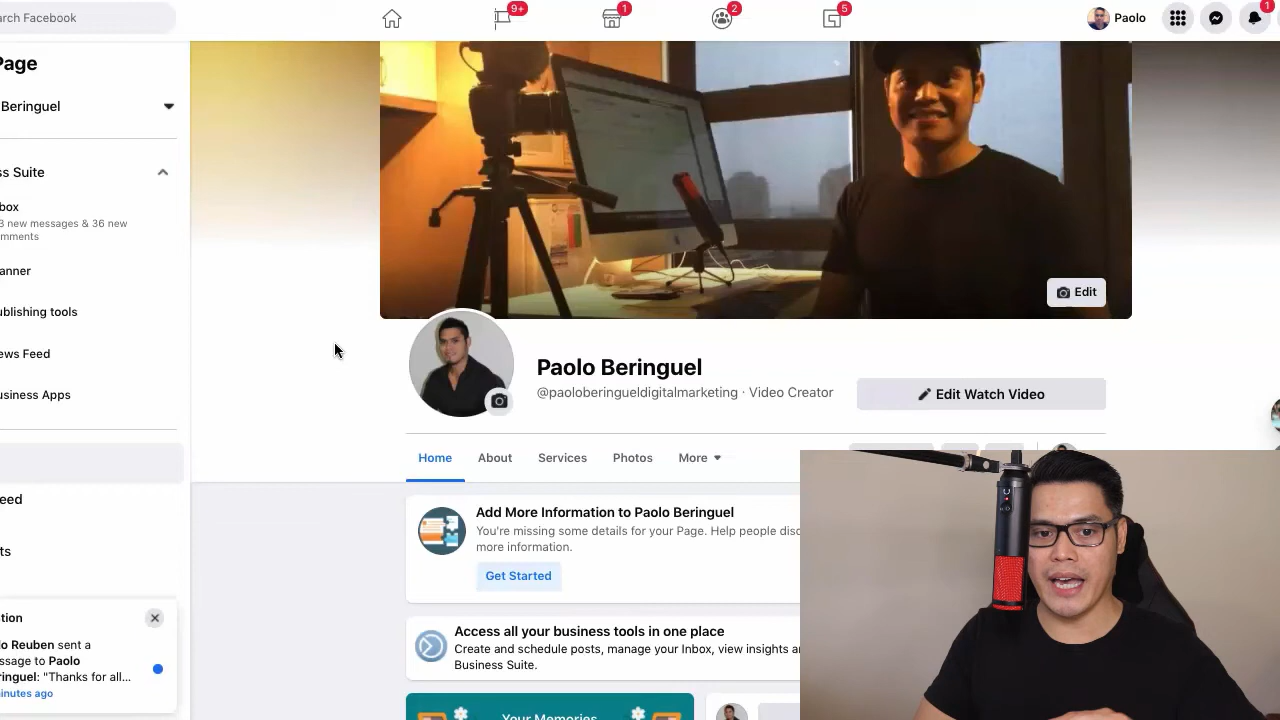 arch Facebook
9+
1
2
5
Paolo
1
Page
Beringuel
ss Suite
box
3 new messages & 36 new
mments
anner
ublishing tools
ews Feed
usiness Apps
eed
ts
tion
lo Reuben sent a
ssage to Paolo
ringuel: "Thanks for all...
inutes ago
Edit
Paolo Beringuel
@paoloberingueldigitalmarketing · Video Creator
Edit Watch Video
Home
About
Services
Photos
More
Add More Information to Paolo Beringuel
You're missing some details for your Page. Help people disc
more information.
Get Started
Access all your business tools in one place
Create and schedule posts, manage your Inbox, view insights a
Business Suite.
Your Memories